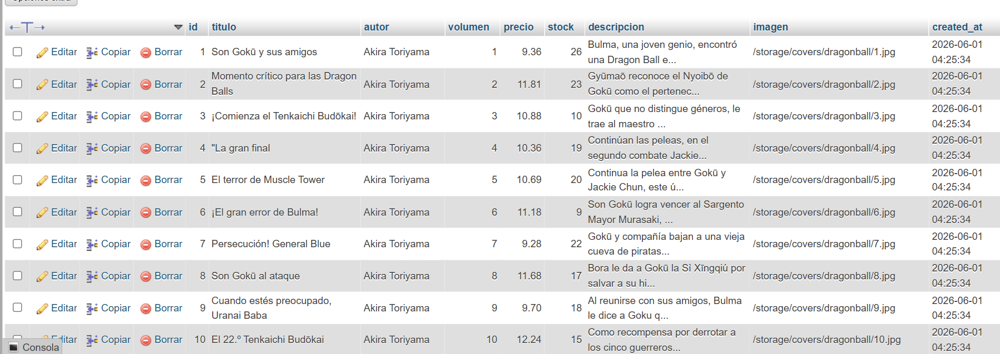 id titulo autor volumen precio stock descripcion imagen created_at
Editar Copiar Borrar 1 Son Gokū y sus amigos Akira Toriyama 1 9.36 26 Bulma, una joven genio, encontró una Dragon Ball e... /storage/covers/dragonball/1.jpg 2026-06-01 04:25:34
Editar Copiar Borrar 2 Momento crítico para las Dragon Balls Akira Toriyama 2 11.81 23 Gyūmaō reconoce el Nyoibō de Gokū como el pertenec... /storage/covers/dragonball/2.jpg 2026-06-01 04:25:34
Editar Copiar Borrar 3 ¡Comienza el Tenkaichi Budōkai! Akira Toriyama 3 10.88 10 Gokū que no distingue géneros, le trae al maestro ... /storage/covers/dragonball/3.jpg 2026-06-01 04:25:34
Editar Copiar Borrar 4 "La gran final Akira Toriyama 4 10.36 19 Continúan las peleas, en el segundo combate Jackie... /storage/covers/dragonball/4.jpg 2026-06-01 04:25:34
Editar Copiar Borrar 5 El terror de Muscle Tower Akira Toriyama 5 10.69 20 Continua la pelea entre Gokū y Jackie Chun, este ú... /storage/covers/dragonball/5.jpg 2026-06-01 04:25:34
Editar Copiar Borrar 6 ¡El gran error de Bulma! Akira Toriyama 6 11.18 9 Son Gokū logra vencer al Sargento Mayor Murasaki, ... /storage/covers/dragonball/6.jpg 2026-06-01 04:25:34
Editar Copiar Borrar 7 Persecución! General Blue Akira Toriyama 7 9.28 22 Gokū y compañía bajan a una vieja cueva de piratas... /storage/covers/dragonball/7.jpg 2026-06-01 04:25:34
Editar Copiar Borrar 8 Son Gokū al ataque Akira Toriyama 8 11.68 17 Bora le da a Gokū la Sì Xīngqiú por salvar a su hi... /storage/covers/dragonball/8.jpg 2026-06-01 04:25:34
Editar Copiar Borrar 9 Cuando estés preocupado, Uranai Baba Akira Toriyama 9 9.70 18 Al reunirse con sus amigos, Bulma le dice a Goku q... /storage/covers/dragonball/9.jpg 2026-06-01 04:25:34
Editar Copiar Borrar 10 El 22.º Tenkaichi Budōkai Akira Toriyama 10 12.24 15 Como recompensa por derrotar a los cinco guerreros... /storage/covers/dragonball/10.jpg 2026-06-01 04:25:34
Consola